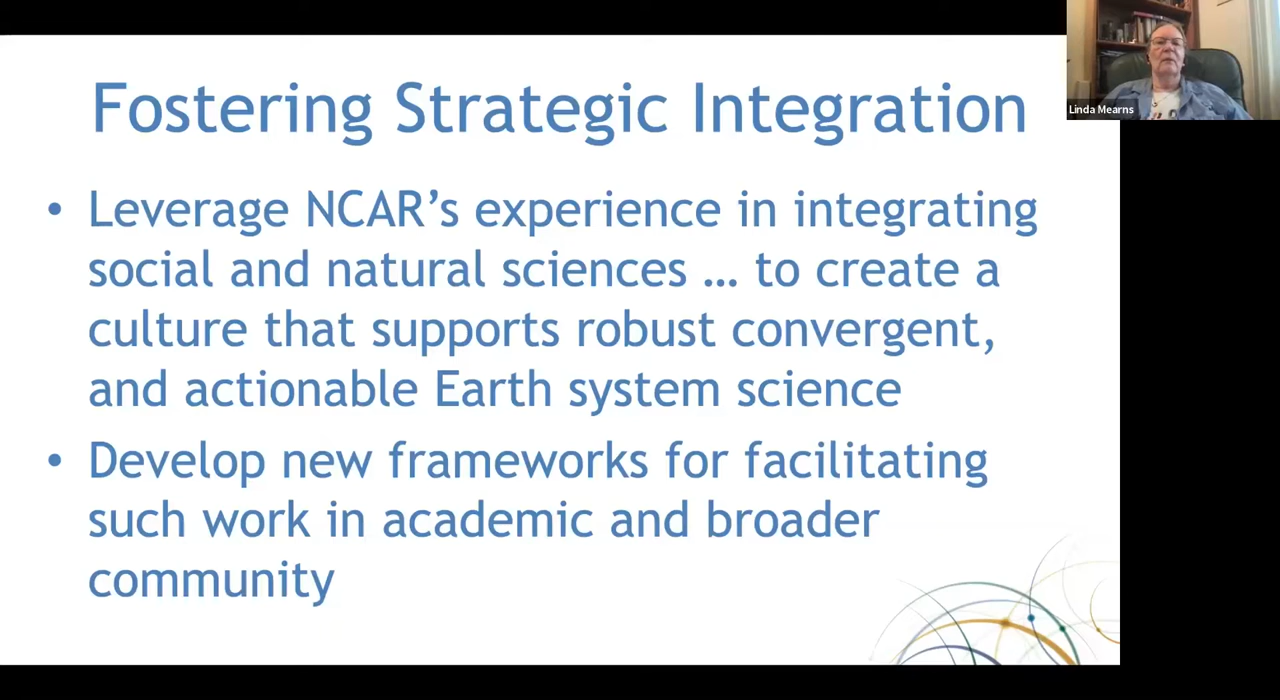 Fostering Strategic Integration
Linda Mearns
• Leverage NCAR’s experience in integrating
social and natural sciences … to create a
culture that supports robust convergent,
and actionable Earth system science
• Develop new frameworks for facilitating
such work in academic and broader
community